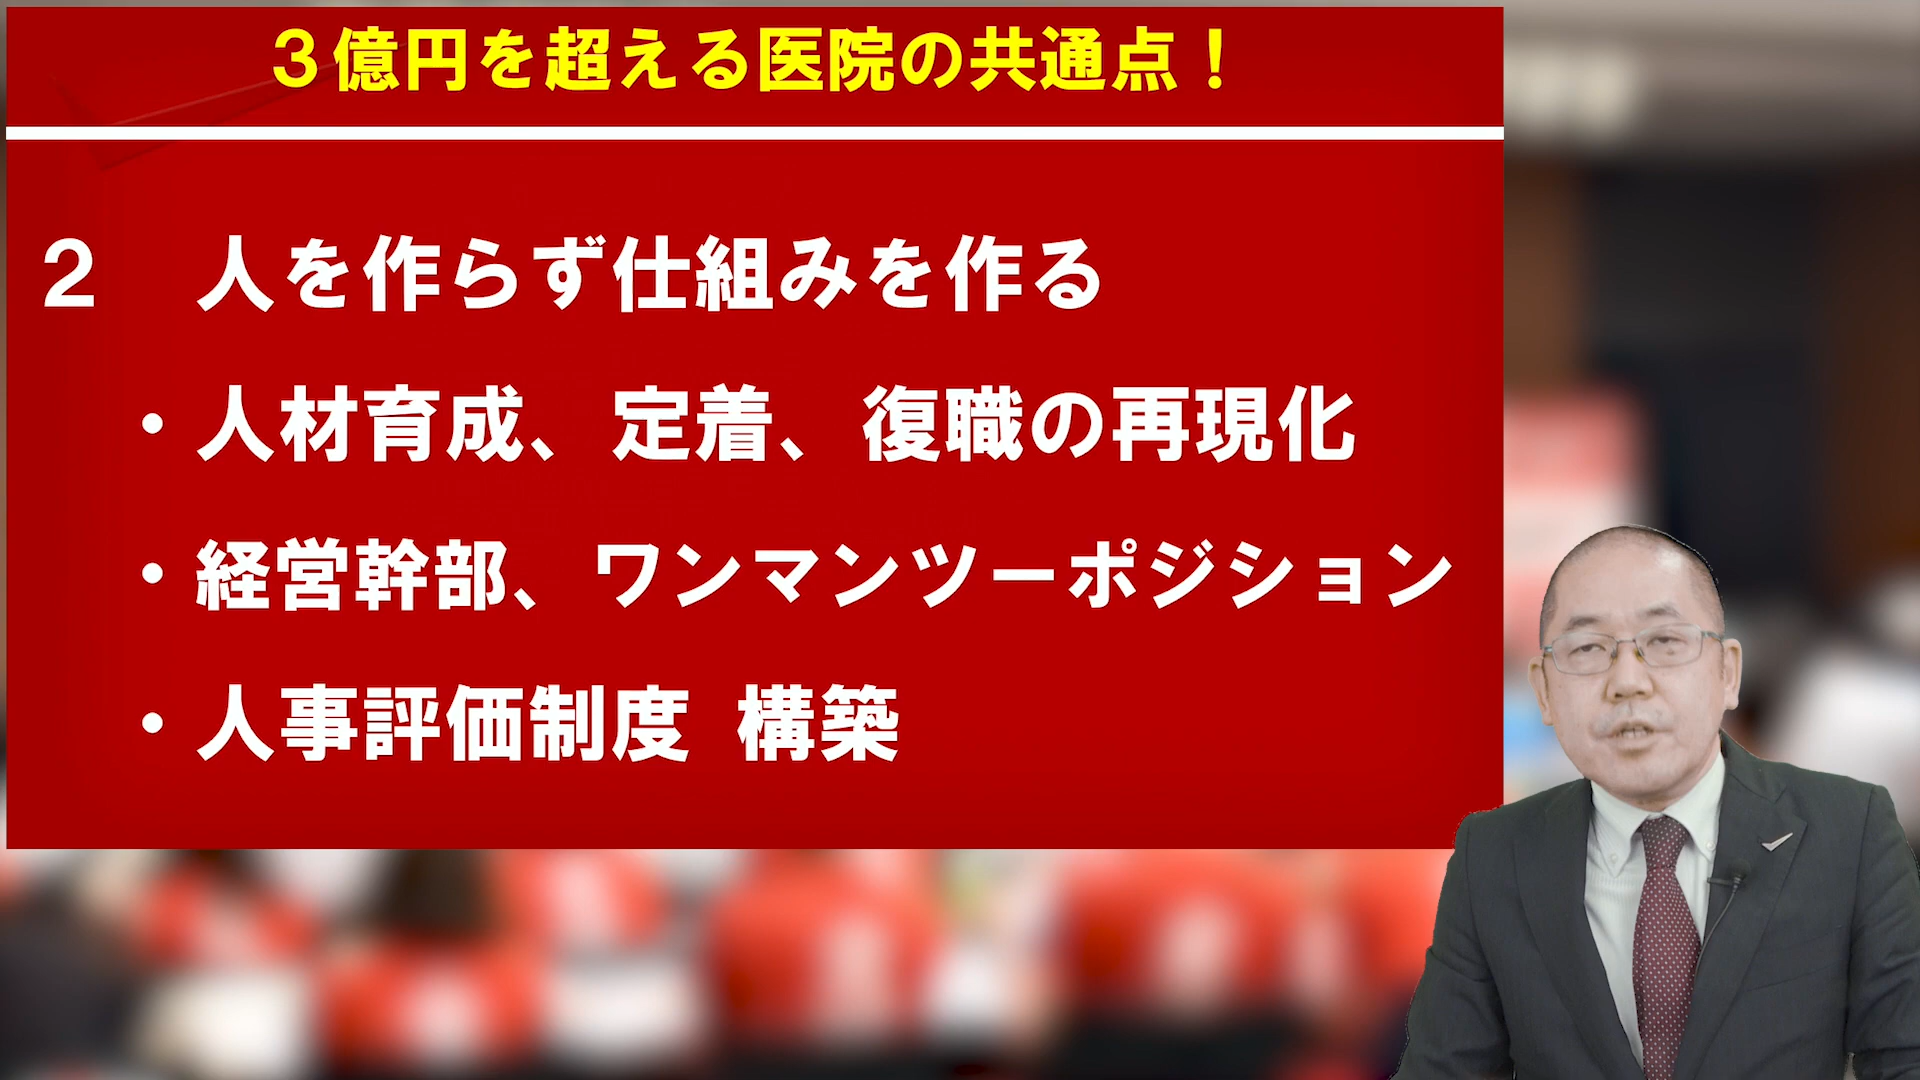 ３億円を超える医院の共通点！
２　人を作らず仕組みを作る
・人材育成、定着、復職の再現化
・経営幹部、ワンマンツーポジション
・人事評価制度 構築